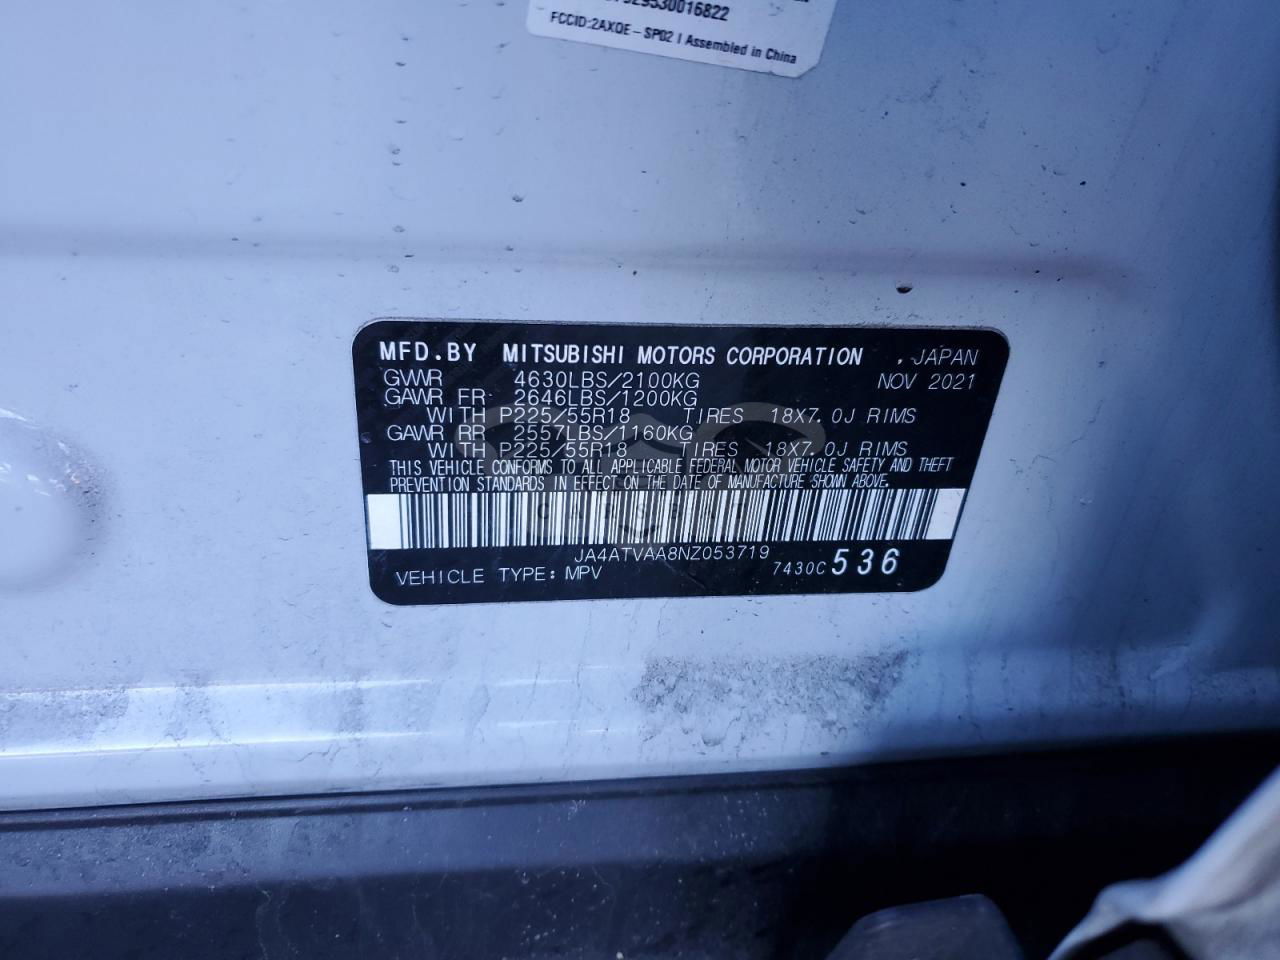 29530016822
FCCID:2AXQE-SP02 | Assembled in China
MFD.BY MITSUBISHI MOTORS CORPORATION , JAPAN
GVWR 4630LBS/2100KG NOV 2021
GAWR FR 2646LBS/1200KG
WITH P225/55R18 TIRES 18X7.0J RIMS
GAWR RR 2557LBS/1160KG
WITH P225/55R18 TIRES 18X7.0J RIMS
THIS VEHICLE CONFORMS TO ALL APPLICABLE FEDERAL MOTOR VEHICLE SAFETY AND THEFT
PREVENTION STANDARDS IN EFFECT ON THE DATE OF MANUFACTURE SHOWN ABOVE.
JA4ATVAA8NZ053719
VEHICLE TYPE: MPV 7430C 536